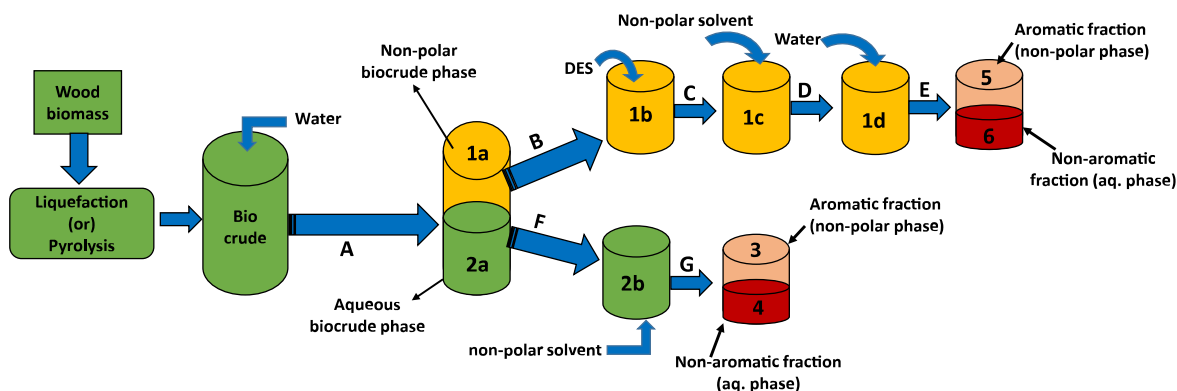 Wood
biomass
Liquefaction
(or)
Pyrolysis
Water
Bio
crude
A
Non-polar
biocrude phase
1a
2a
Aqueous
biocrude phase
B
DES
1b
C
Non-polar solvent
1c
D
Water
1d
E
Aromatic fraction
(non-polar phase)
5
6
Non-aromatic
fraction (aq. phase)
F
2b
non-polar solvent
G
Aromatic fraction
(non-polar phase)
3
4
Non-aromatic fraction
(aq. phase)